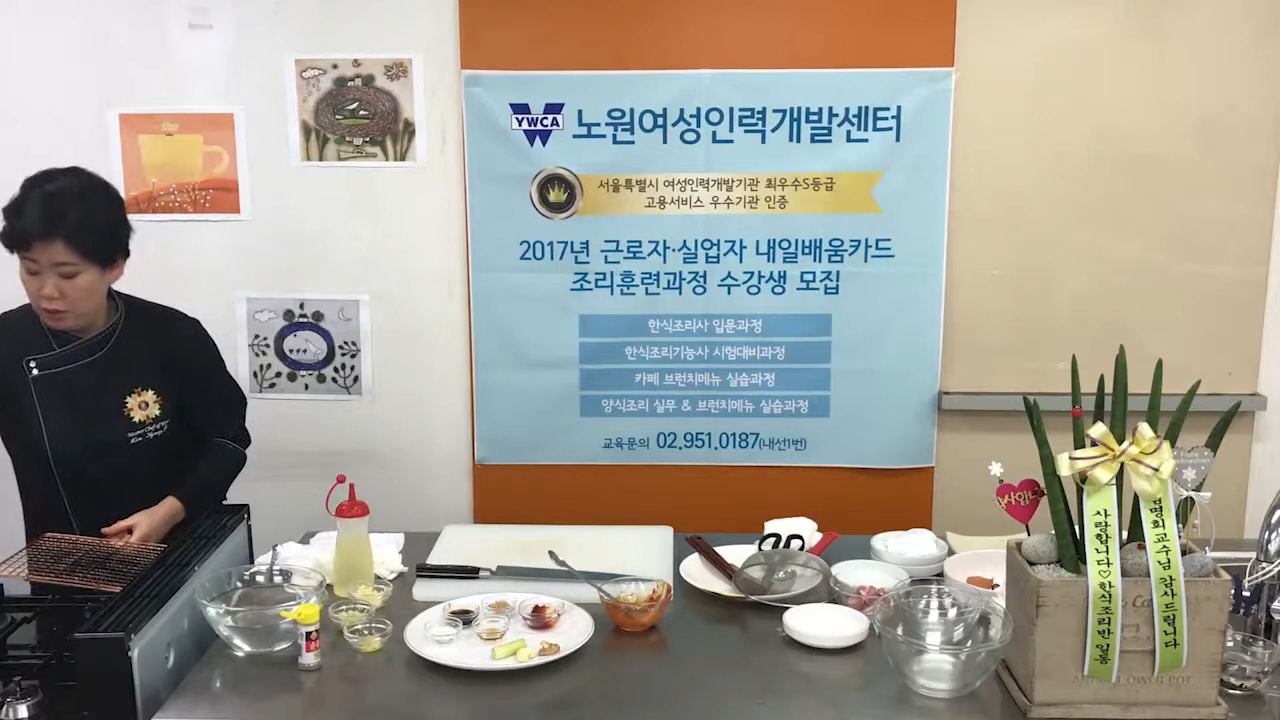 YWCA 노원여성인력개발센터
서울특별시 여성인력개발기관 최우수S등급
고용서비스 우수기관 인증
2017년 근로자·실업자 내일배움카드
조리훈련과정 수강생 모집
한식조리사 입문과정
한식조리기능사 시험대비과정
카페 브런치메뉴 실습과정
양식조리 실무 & 브런치메뉴 실습과정
교육문의 02.951.0187(내선1번)
사랑합니다♡하식조리반 일동
명회교수님 감사드립니다